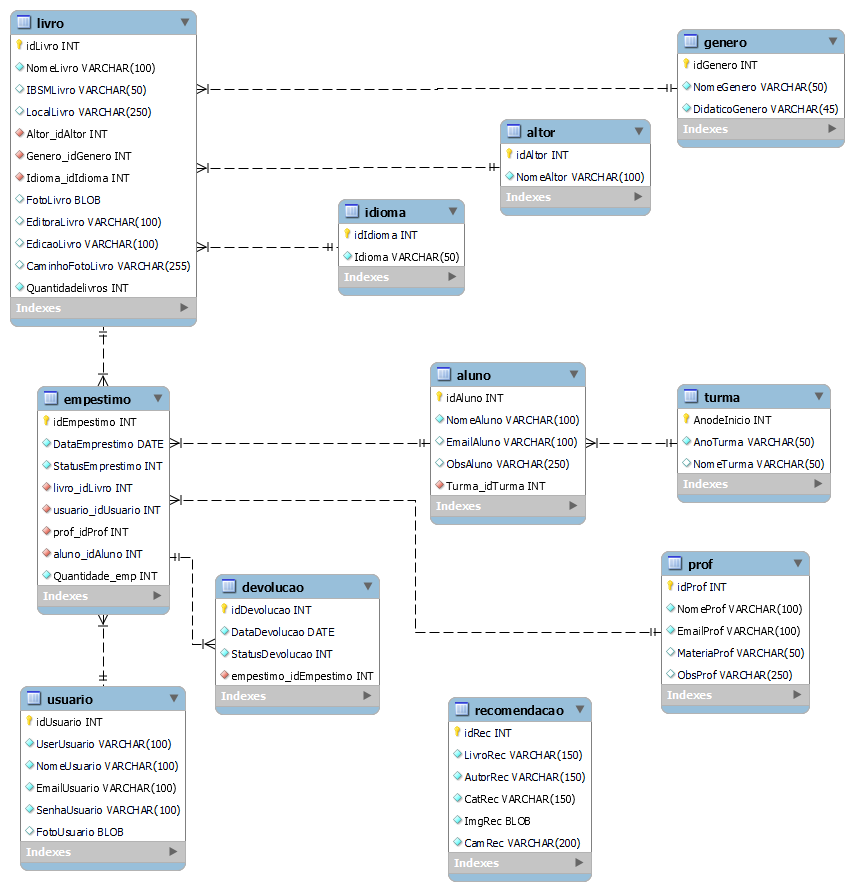 livro
idLivro INT
NomeLivro VARCHAR(100)
IBSMLivro VARCHAR(50)
LocalLivro VARCHAR(250)
Altor_idAltor INT
Genero_idGenero INT
Idioma_idIdioma INT
FotoLivro BLOB
EditoraLivro VARCHAR(100)
EdicaoLivro VARCHAR(100)
CaminhoFotoLivro VARCHAR(255)
Quantidadelivros INT
Indexes
genero
idGenero INT
NomeGenero VARCHAR(50)
DidaticoGenero VARCHAR(45)
Indexes
altor
idAltor INT
NomeAltor VARCHAR(100)
Indexes
idioma
idIdioma INT
Idioma VARCHAR(50)
Indexes
empestimo
idEmpestimo INT
DataEmprestimo DATE
StatusEmprestimo INT
livro_idLivro INT
usuario_idUsuario INT
prof_idProf INT
aluno_idAluno INT
Quantidade_emp INT
Indexes
aluno
idAluno INT
NomeAluno VARCHAR(100)
EmailAluno VARCHAR(100)
ObsAluno VARCHAR(250)
Turma_idTurma INT
Indexes
turma
AnodeInicio INT
AnoTurma VARCHAR(50)
NomeTurma VARCHAR(50)
Indexes
devolucao
idDevolucao INT
DataDevolucao DATE
StatusDevolucao INT
empestimo_idEmpestimo INT
Indexes
prof
idProf INT
NomeProf VARCHAR(100)
EmailProf VARCHAR(100)
MateriaProf VARCHAR(50)
ObsProf VARCHAR(250)
Indexes
usuario
idUsuario INT
UserUsuario VARCHAR(100)
NomeUsuario VARCHAR(100)
EmailUsuario VARCHAR(100)
SenhaUsuario VARCHAR(100)
FotoUsuario BLOB
Indexes
recomendacao
idRec INT
LivroRec VARCHAR(150)
AutorRec VARCHAR(150)
CatRec VARCHAR(150)
ImgRec BLOB
CamRec VARCHAR(200)
Indexes